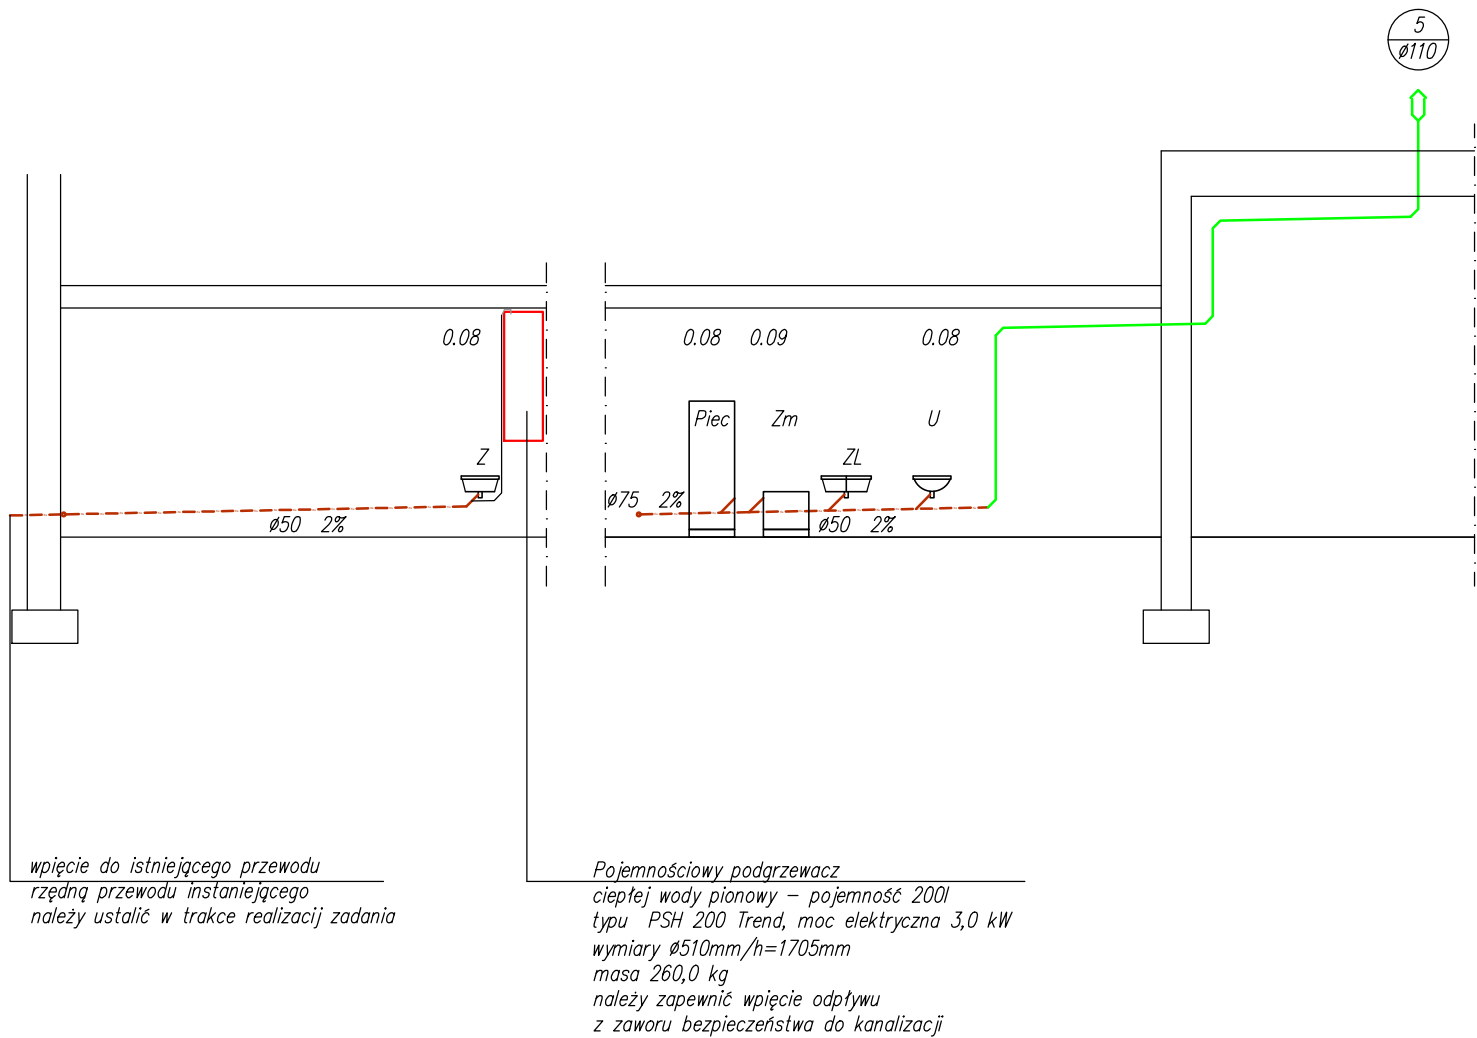 5
ø110
0.08
0.08
0.09
0.08
Piec
Zm
U
Z
ZL
ø75 2%
ø50 2%
ø50 2%
wpięcie do istniejącego przewodu
rzędną przewodu instaniejącego
należy ustalić w trakce realizacij zadania
Pojemnościowy podgrzewacz
ciepłej wody pionowy – pojemność 200l
typu PSH 200 Trend, moc elektryczna 3,0 kW
wymiary ø510mm/h=1705mm
masa 260,0 kg
należy zapewnić wpięcie odpływu
z zaworu bezpieczeństwa do kanalizacji